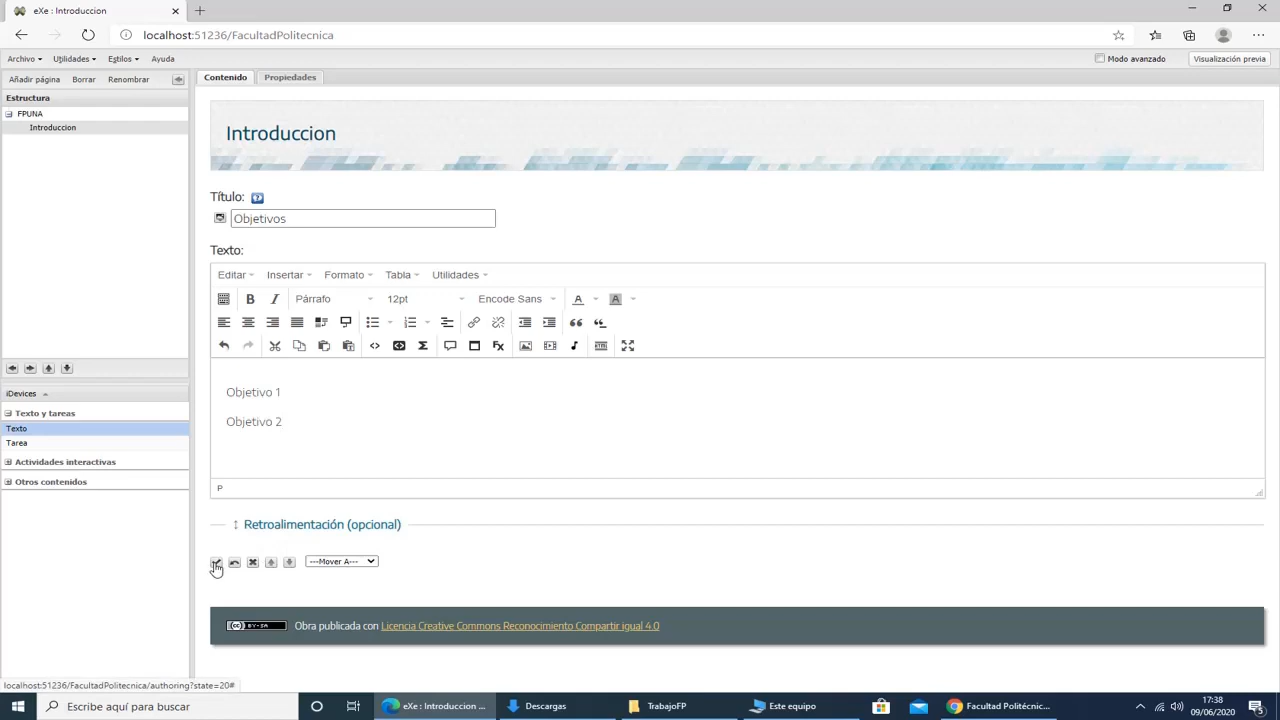 eXe : Introduccion
localhost:51236/FacultadPolitecnica
Archivo Utilidades Estilos Ayuda
Modo avanzado
Visualización previa
Añadir página Borrar Renombrar
Contenido Propiedades
Estructura
FPUNA
Introduccion
Introduccion
Título:
Objetivos
Texto:
Editar Insertar Formato Tabla Utilidades
B I Párrafo 12pt Encode Sans A A
Objetivo 1
Objetivo 2
P
iDevices
Texto y tareas
Texto
Tarea
Actividades interactivas
Otros contenidos
Retroalimentación (opcional)
---Mover A---
BY-SA Obra publicada con Licencia Creative Commons Reconocimiento Compartir igual 4.0
localhost:51236/FacultadPolitecnica/authoring?state=20#
Escribe aquí para buscar
eXe : Introduccion ...
Descargas
TrabajoFP
Este equipo
Facultad Politécnic...
17:38
09/06/2020